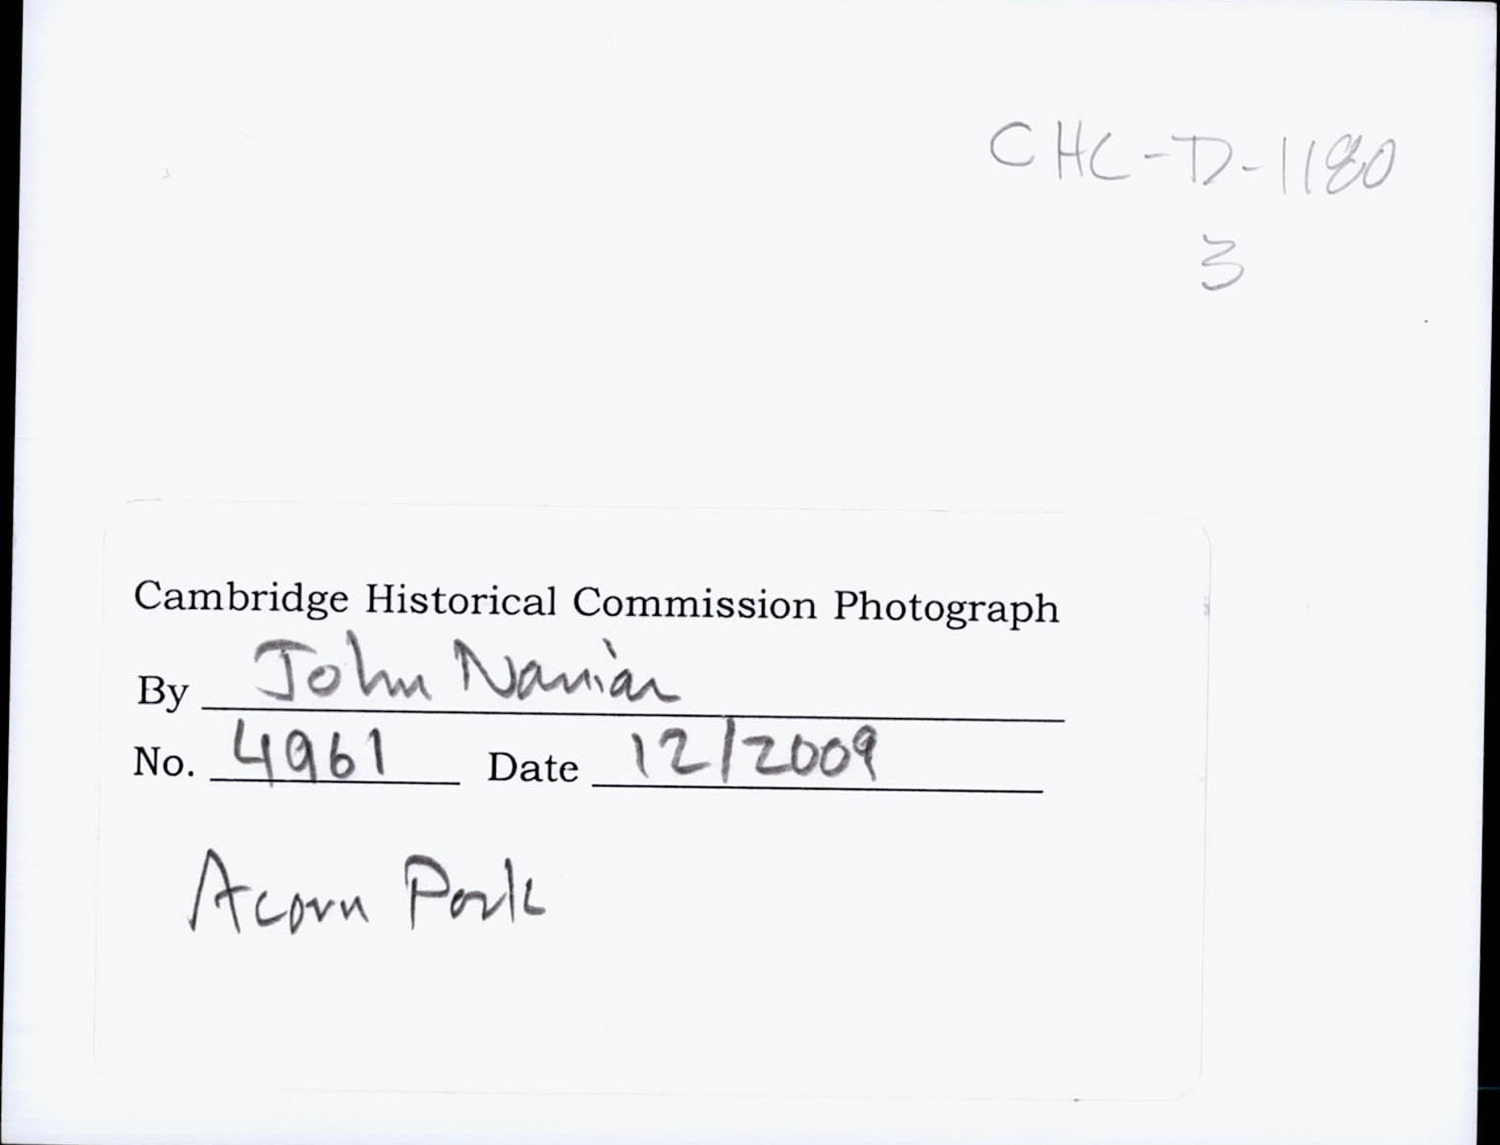 CHC-D-1180
3
Cambridge Historical Commission Photograph
By John Nanian
No. 4961 Date 12/2009
Acorn Park